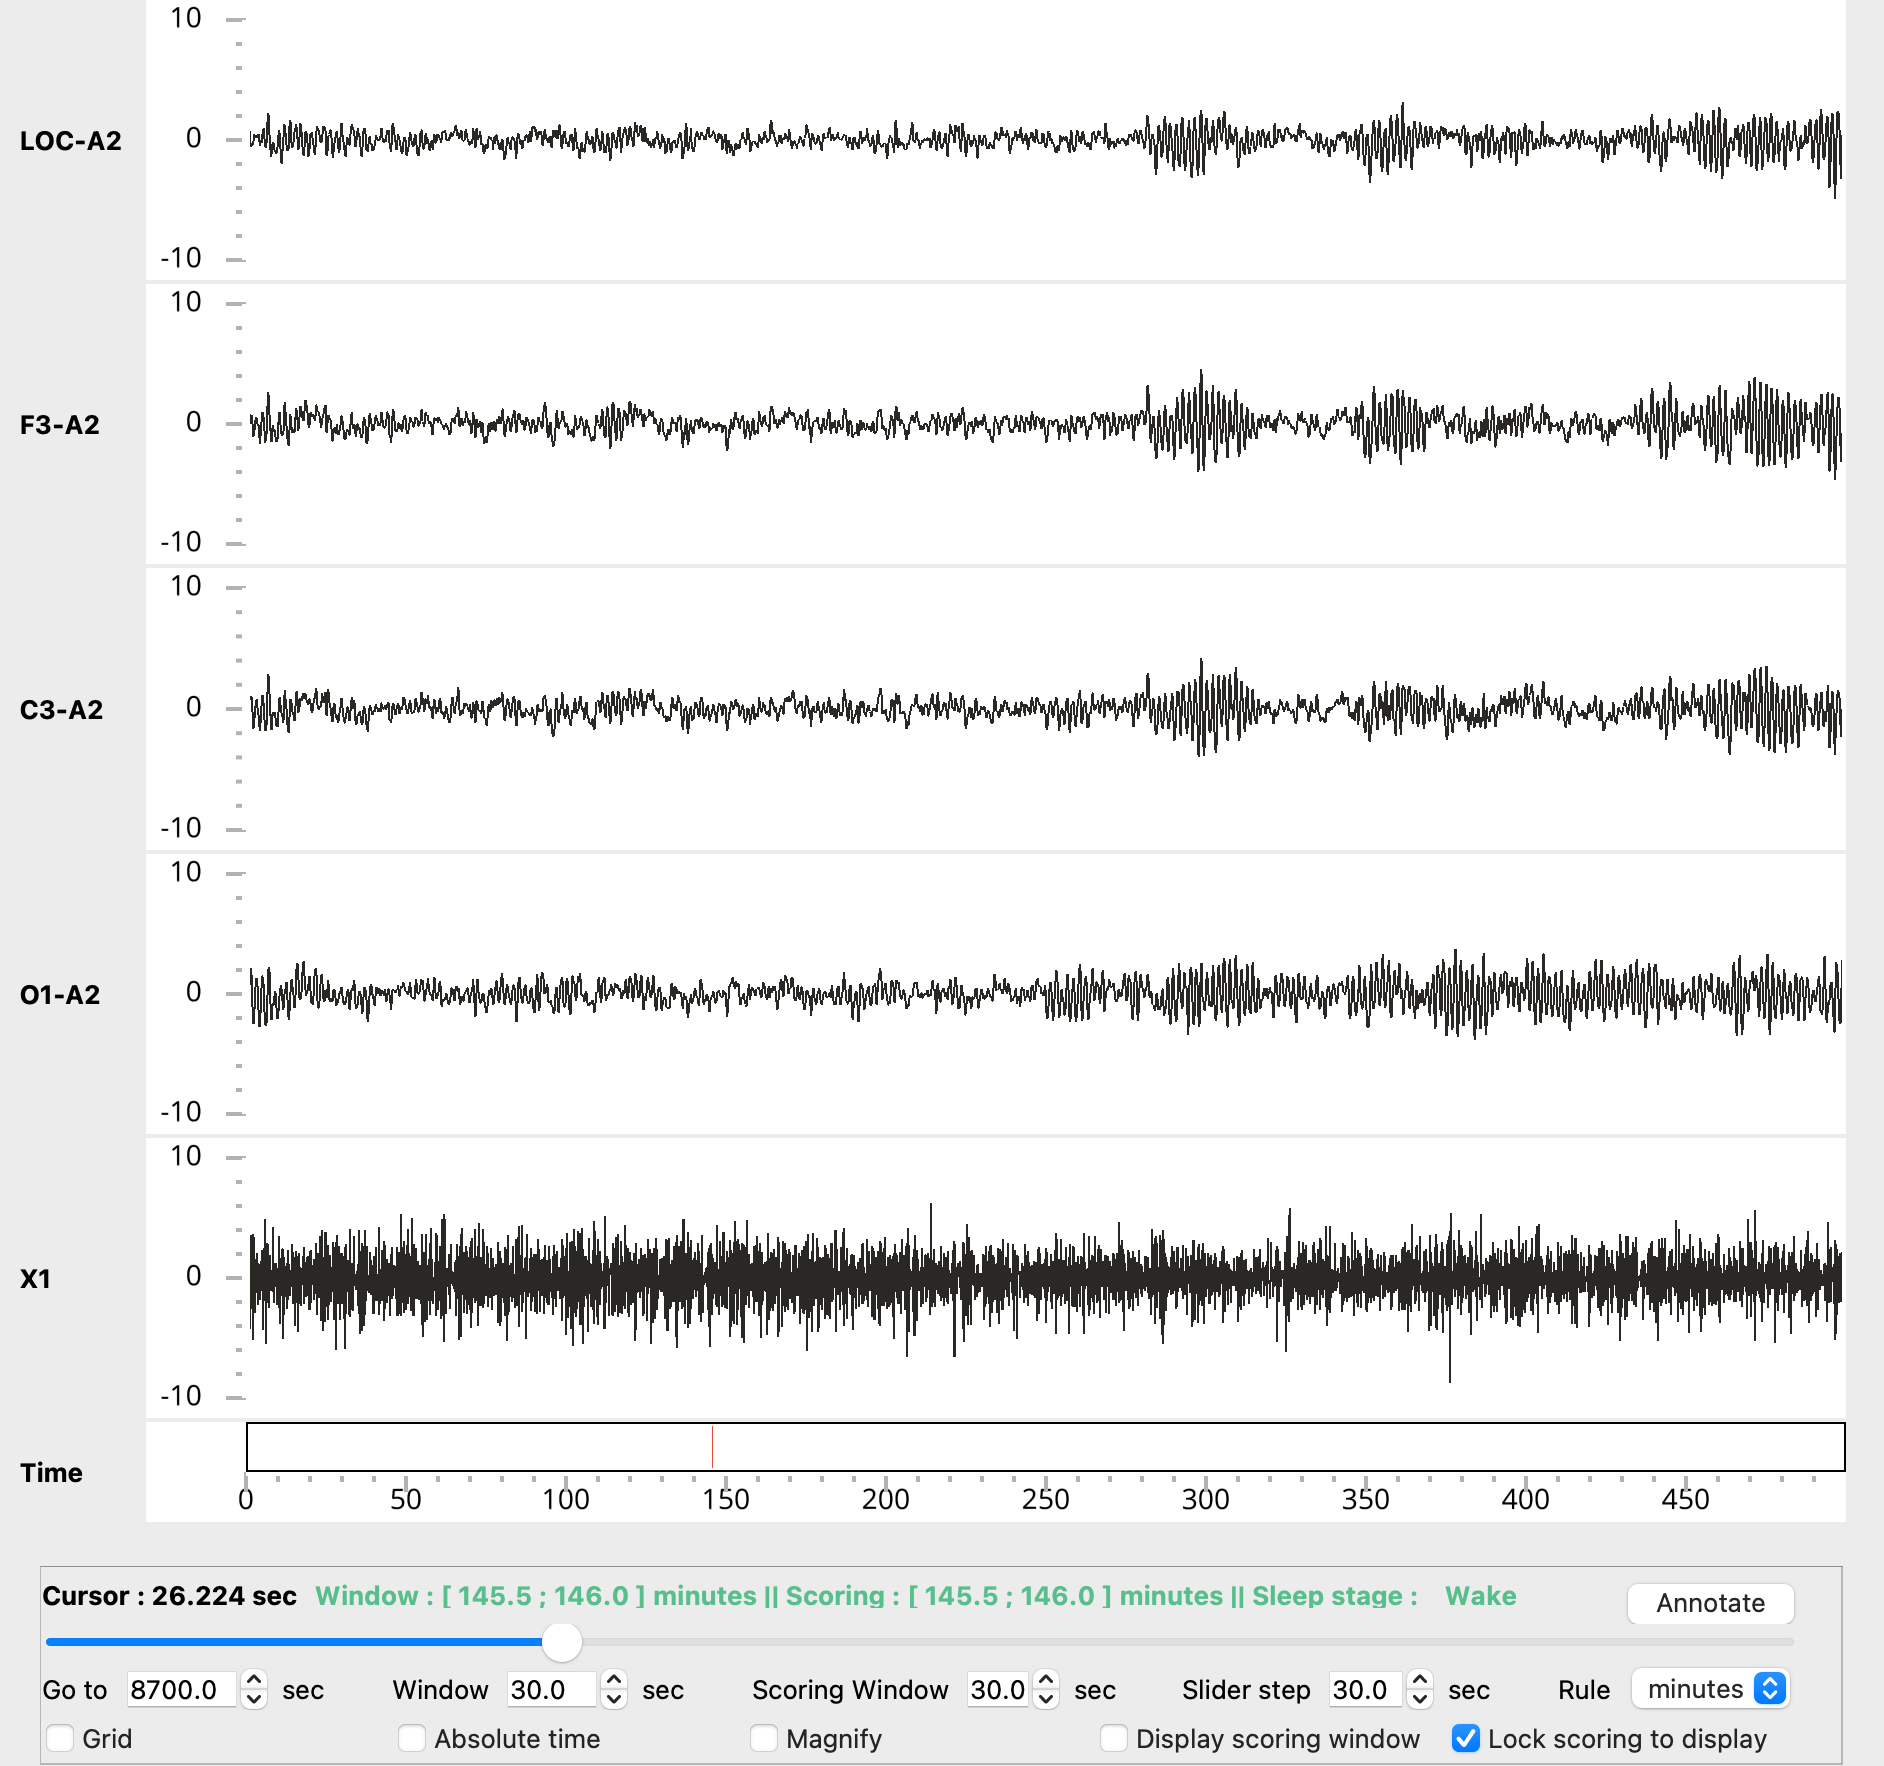 10
LOC-A2
0
-10
10
F3-A2
0
-10
10
C3-A2
0
-10
10
O1-A2
0
-10
10
X1
0
-10
Time
0 50 100 150 200 250 300 350 400 450
Cursor : 26.224 sec Window : [ 145.5 ; 146.0 ] minutes || Scoring : [ 145.5 ; 146.0 ] minutes || Sleep stage : Wake Annotate
Go to 8700.0 sec Window 30.0 sec Scoring Window 30.0 sec Slider step 30.0 sec Rule minutes
Grid Absolute time Magnify Display scoring window Lock scoring to display